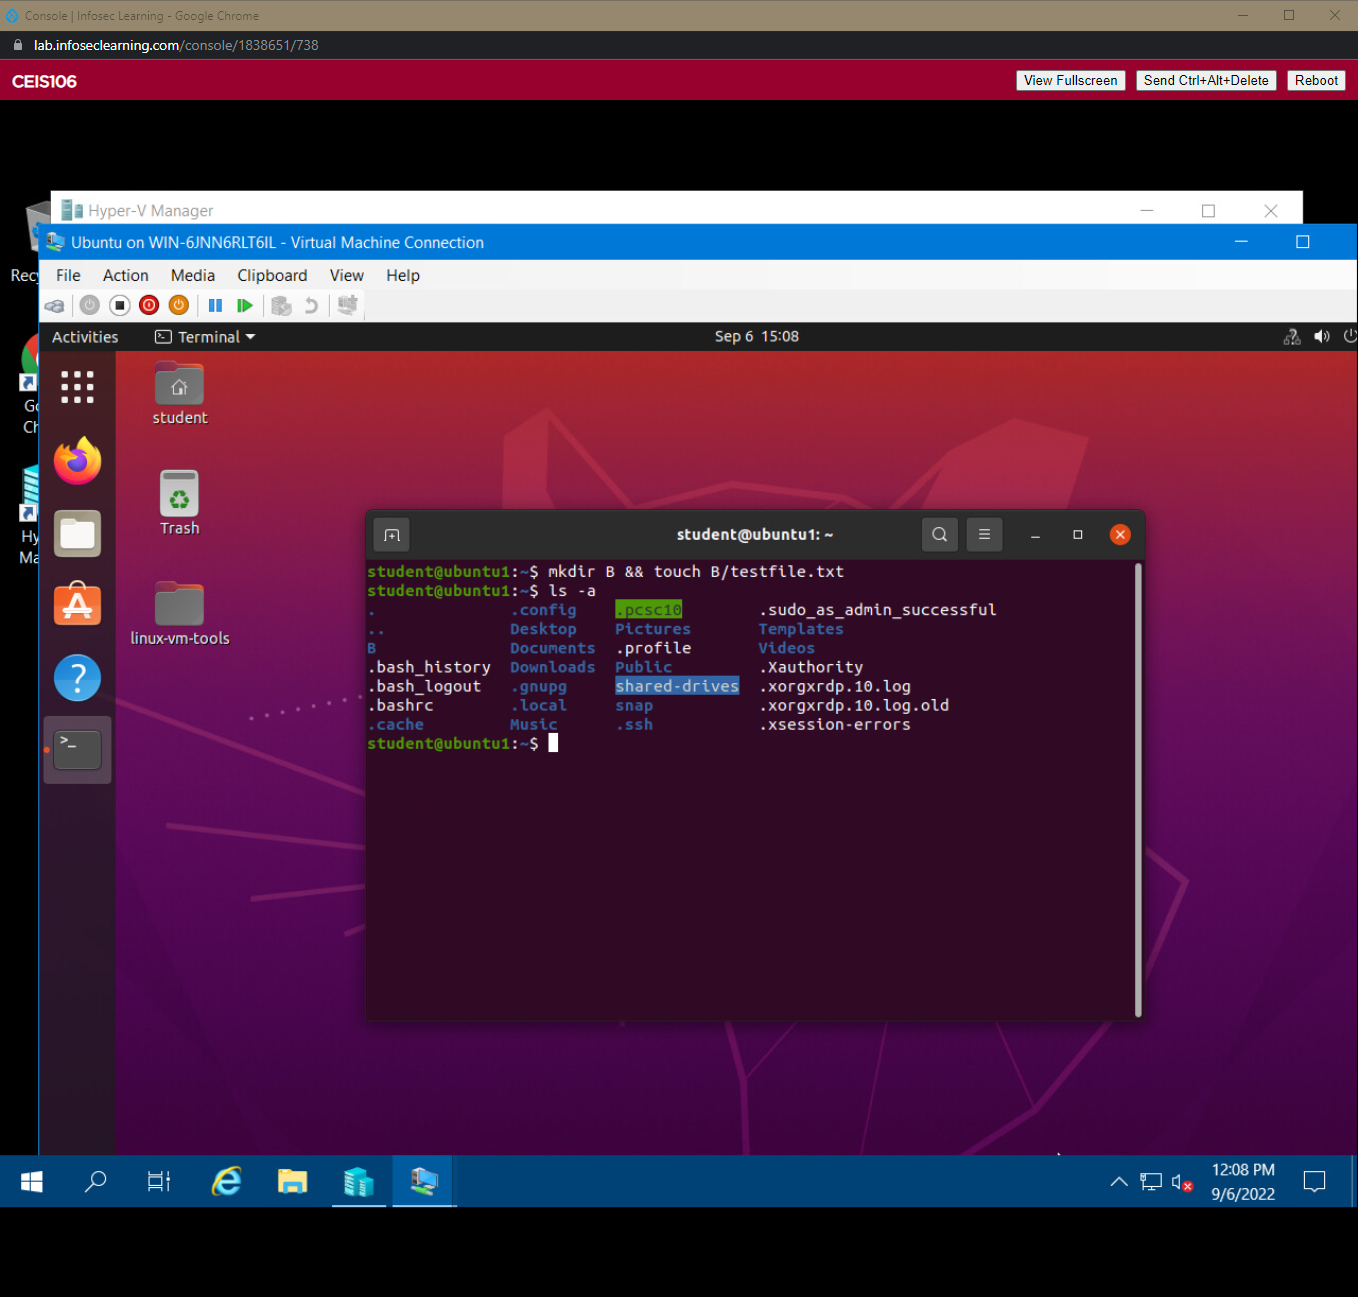 Console | Infosec Learning - Google Chrome
lab.infoseclearning.com/console/1838651/738
CEIS106
View Fullscreen
Send Ctrl+Alt+Delete
Reboot
Hyper-V Manager
Ubuntu on WIN-6JNN6RLT6IL - Virtual Machine Connection
File Action Media Clipboard View Help
Activities
Terminal
Sep 6 15:08
student
Trash
linux-vm-tools
student@ubuntu1: ~
student@ubuntu1:~$ mkdir B && touch B/testfile.txt
student@ubuntu1:~$ ls -a
. .config .pcsc10 .sudo_as_admin_successful
.. Desktop Pictures Templates
B Documents .profile Videos
.bash_history Downloads Public .Xauthority
.bash_logout .gnupg shared-drives .xorgxrdp.10.log
.bashrc .local snap .xorgxrdp.10.log.old
.cache Music .ssh .xsession-errors
student@ubuntu1:~$
12:08 PM
9/6/2022